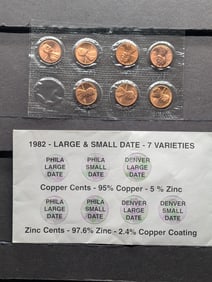 1982 - LARGE & SMALL DATE - 7 VARIETIES
PHILA LARGE DATE
PHILA SMALL DATE
DENVER LARGE DATE
Copper Cents - 95% Copper - 5 % Zinc
PHILA LARGE DATE
PHILA SMALL DATE
DENVER LARGE DATE
DENVER SMALL DATE
Zinc Cents - 97.6% Zinc - 2.4% Copper Coating